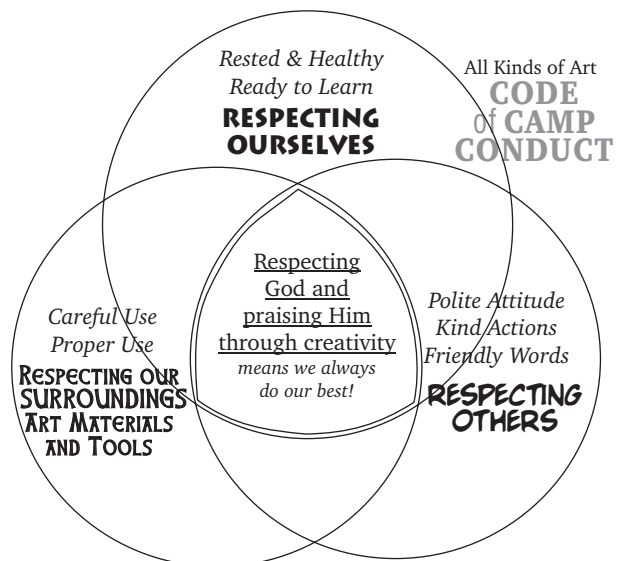 Rested & Healthy
Ready to Learn
RESPECTING
OURSELVES
All Kinds of Art
CODE
of CAMP
CONDUCT
Respecting
God and
praising Him
through creativity
means we always
do our best!
Careful Use
Proper Use
RESPECTING OUR
SURROUNDINGS
ART MATERIALS
AND TOOLS
Polite Attitude
Kind Actions
Friendly Words
RESPECTING
OTHERS